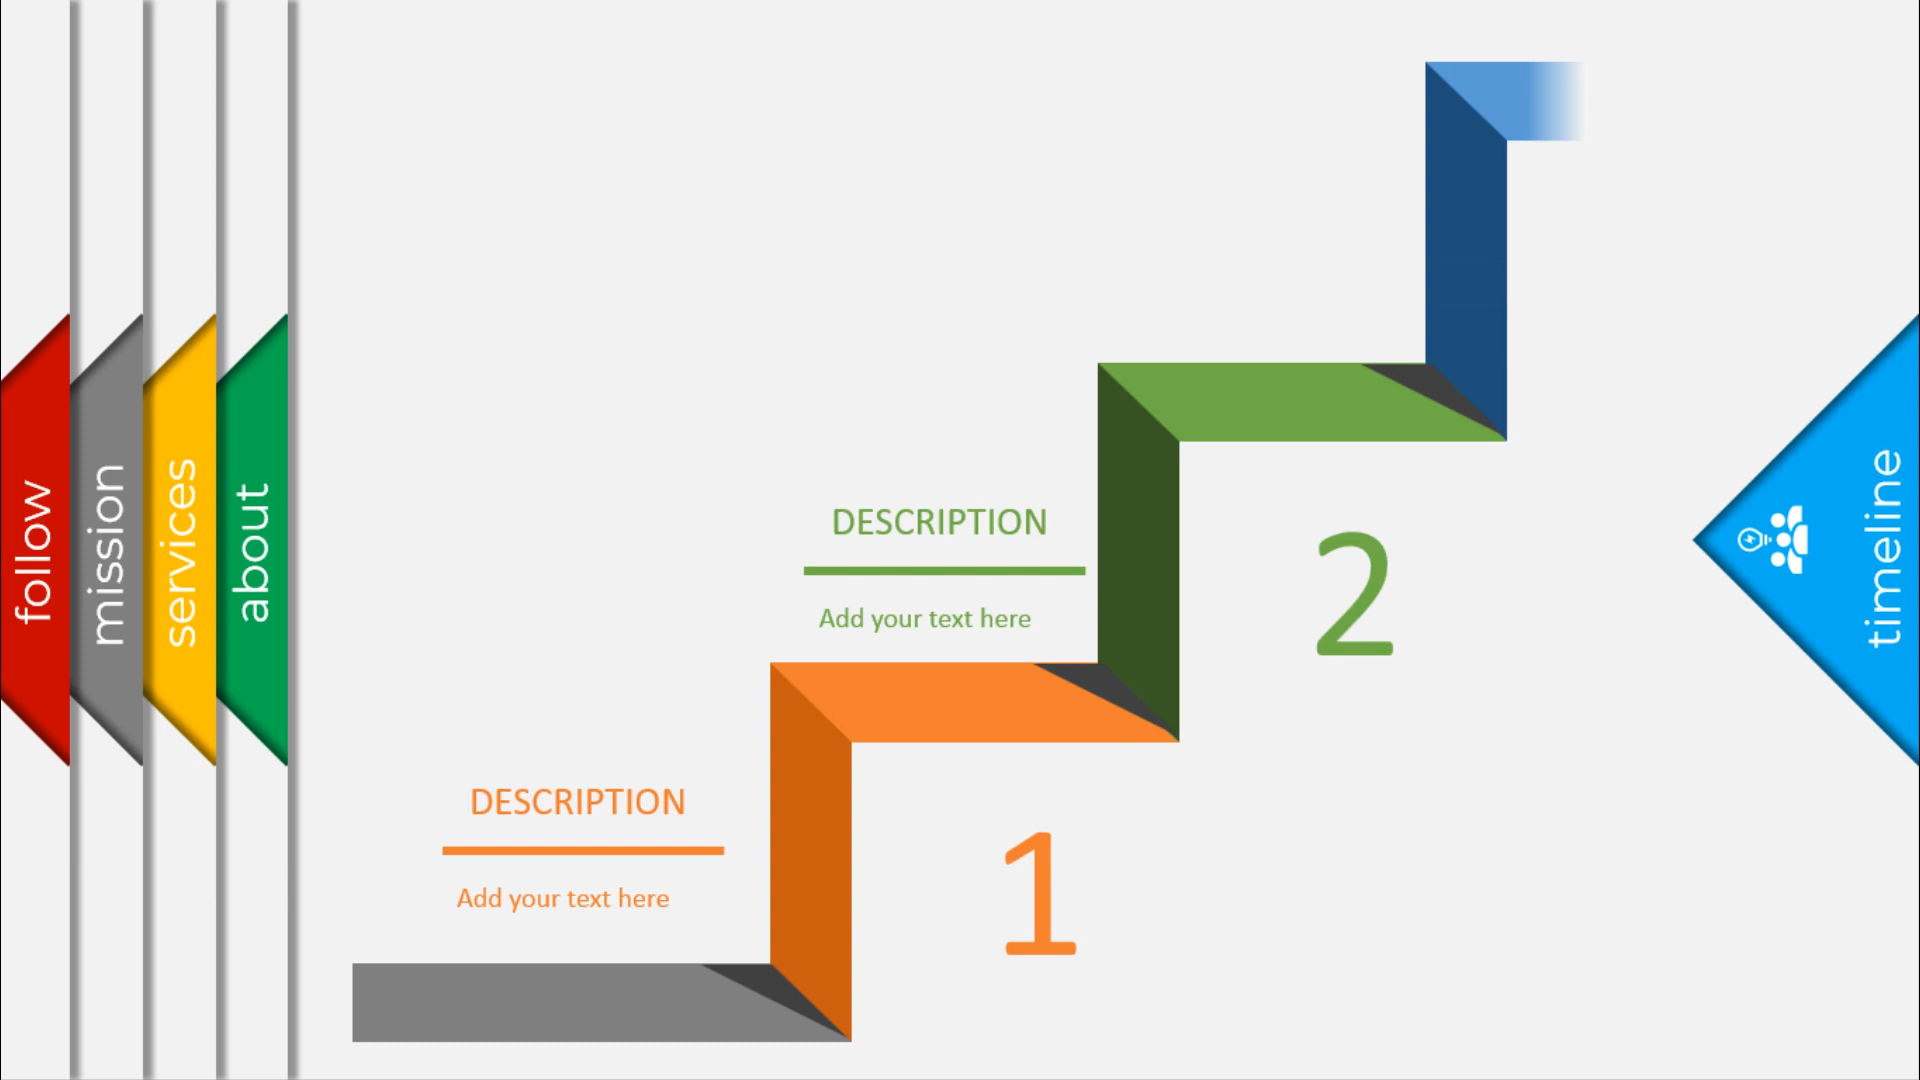 follow
mission
services
about
DESCRIPTION
Add your text here
2
DESCRIPTION
Add your text here
1
timeline